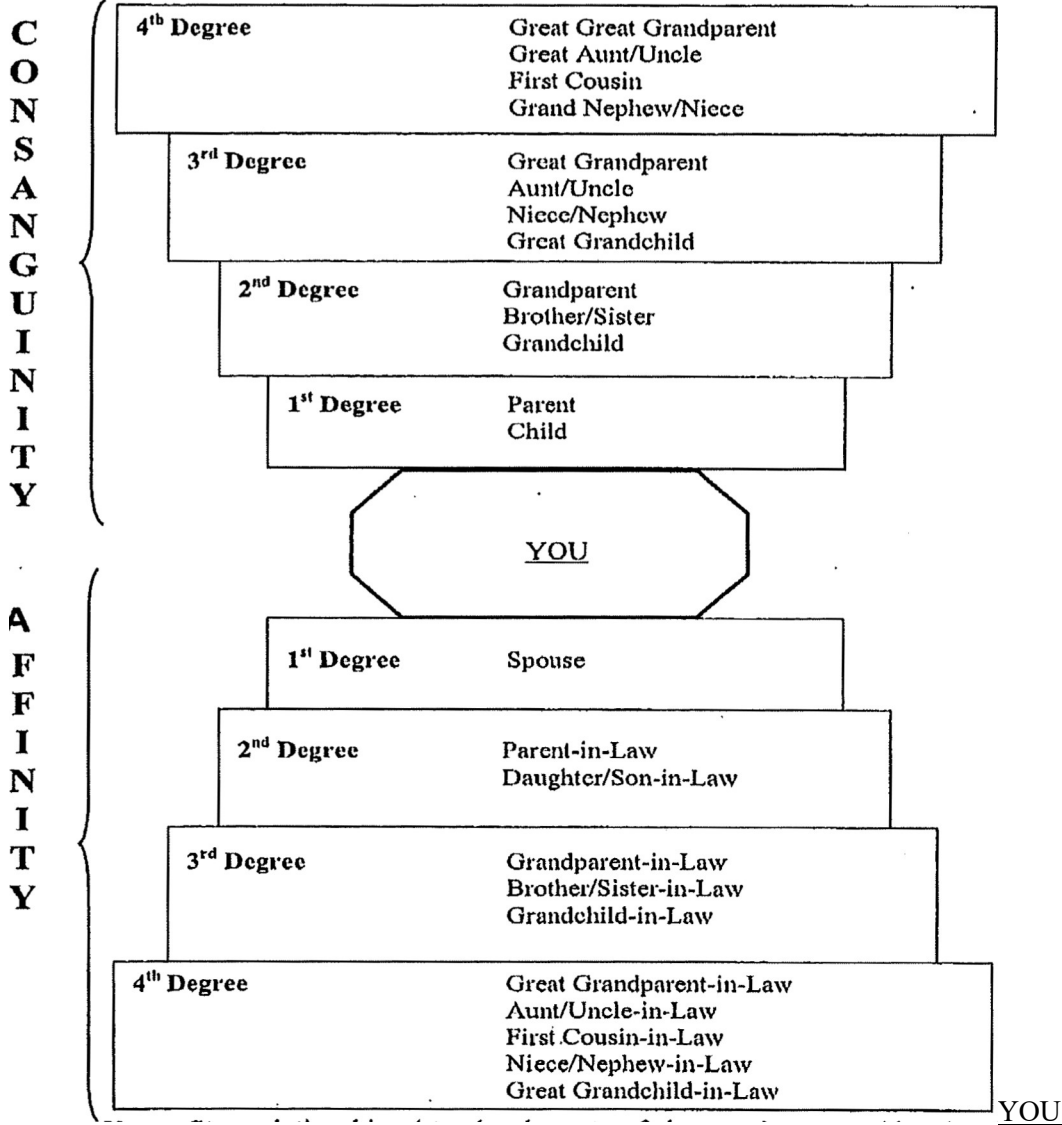 CONSANGUINITY
4th Degree
Great Great Grandparent
Great Aunt/Uncle
First Cousin
Grand Nephew/Niece
3rd Degree
Great Grandparent
Aunt/Uncle
Niece/Nephew
Great Grandchild
2nd Degree
Grandparent
Brother/Sister
Grandchild
1st Degree
Parent
Child
YOU
AFFINITY
1st Degree
Spouse
2nd Degree
Parent-in-Law
Daughter/Son-in-Law
3rd Degree
Grandparent-in-Law
Brother/Sister-in-Law
Grandchild-in-Law
4th Degree
Great Grandparent-in-Law
Aunt/Uncle-in-Law
First Cousin-in-Law
Niece/Nephew-in-Law
Great Grandchild-in-Law
YOU